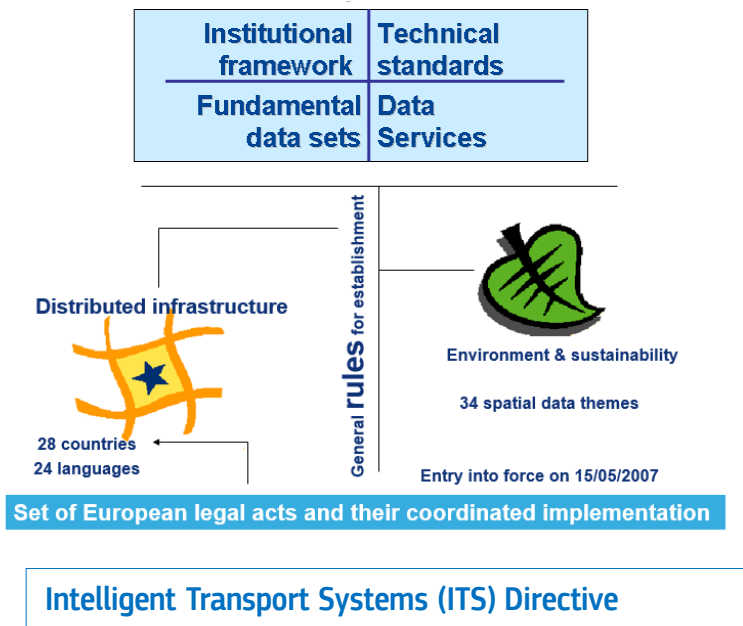 Institutional framework
Technical standards
Fundamental data sets
Data Services
General rules for establishment
Distributed infrastructure
28 countries
24 languages
Environment & sustainability
34 spatial data themes
Entry into force on 15/05/2007
Set of European legal acts and their coordinated implementation
Intelligent Transport Systems (ITS) Directive